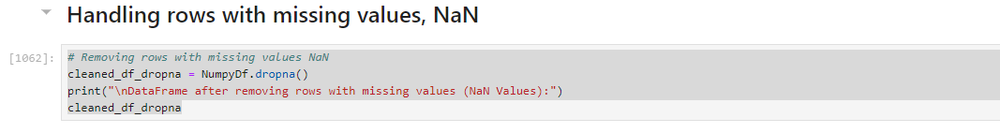 Handling rows with missing values, NaN
[1062]:
# Removing rows with missing values NaN
cleaned_df_dropna = NumpyDf.dropna()
print("\nDataFrame after removing rows with missing values (NaN Values):")
cleaned_df_dropna